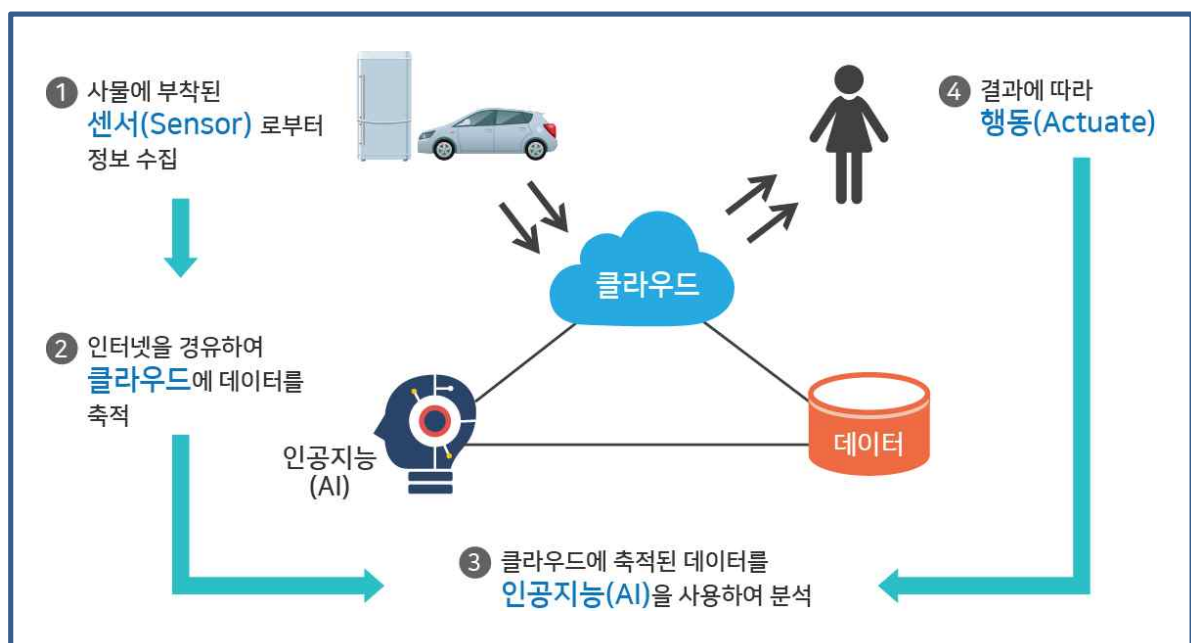 1 사물에 부착된
센서(Sensor) 로부터
정보 수집
4 결과에 따라
행동(Actuate)
클라우드
2 인터넷을 경유하여
클라우드에 데이터를
축적
인공지능
(AI)
데이터
3 클라우드에 축적된 데이터를
인공지능(AI)을 사용하여 분석